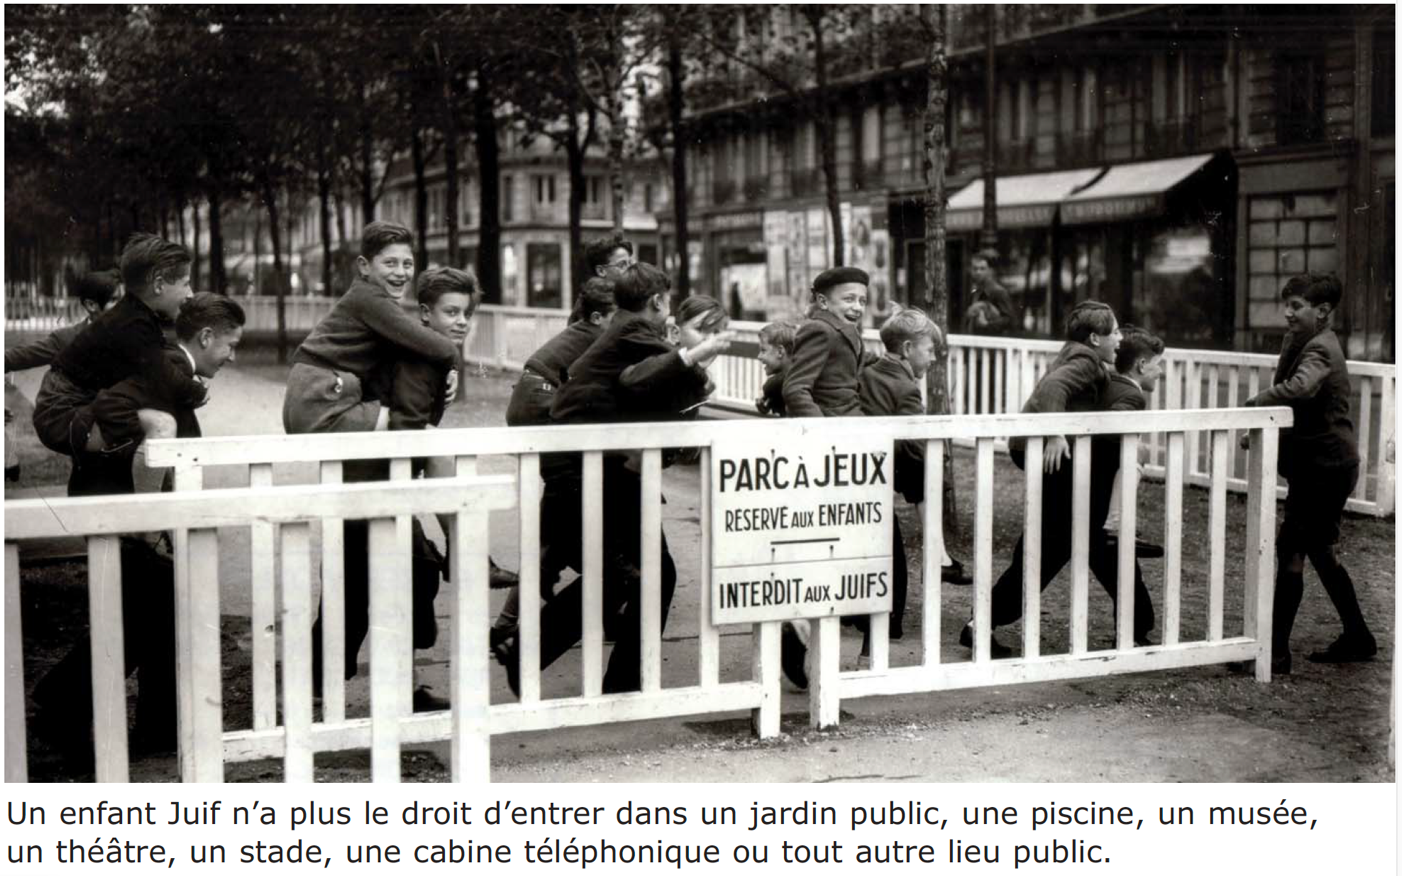 PARC À JEUX
RESERVÉ AUX ENFANTS
INTERDIT AUX JUIFS
Un enfant Juif n’a plus le droit d’entrer dans un jardin public, une piscine, un musée,
un théâtre, un stade, une cabine téléphonique ou tout autre lieu public.